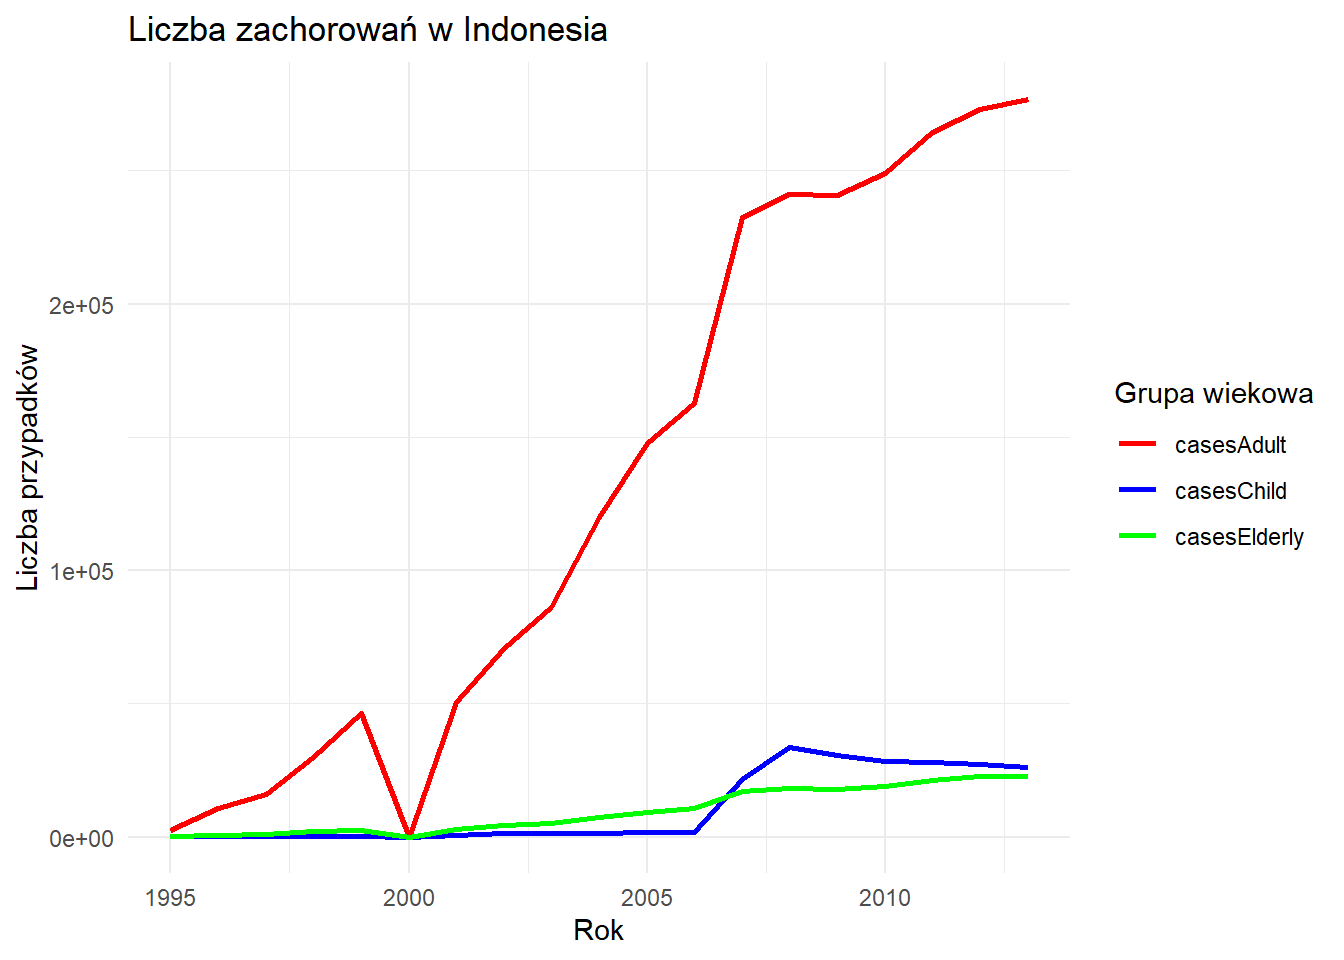 Liczba zachorowań w Indonesia
Liczba przypadków
2e+05
1e+05
0e+00
1995 2000 2005 2010
Rok
Grupa wiekowa
casesAdult
casesChild
casesElderly